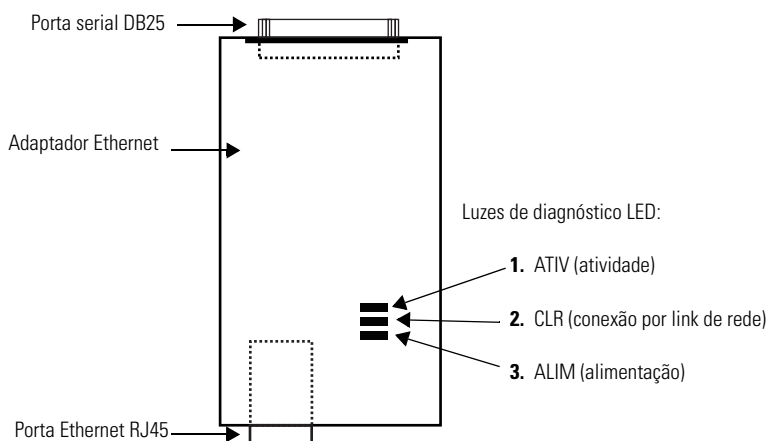 Porta serial DB25
Adaptador Ethernet
Luzes de diagnóstico LED:
1. ATIV (atividade)
2. CLR (conexão por link de rede)
3. ALIM (alimentação)
Porta Ethernet RJ45